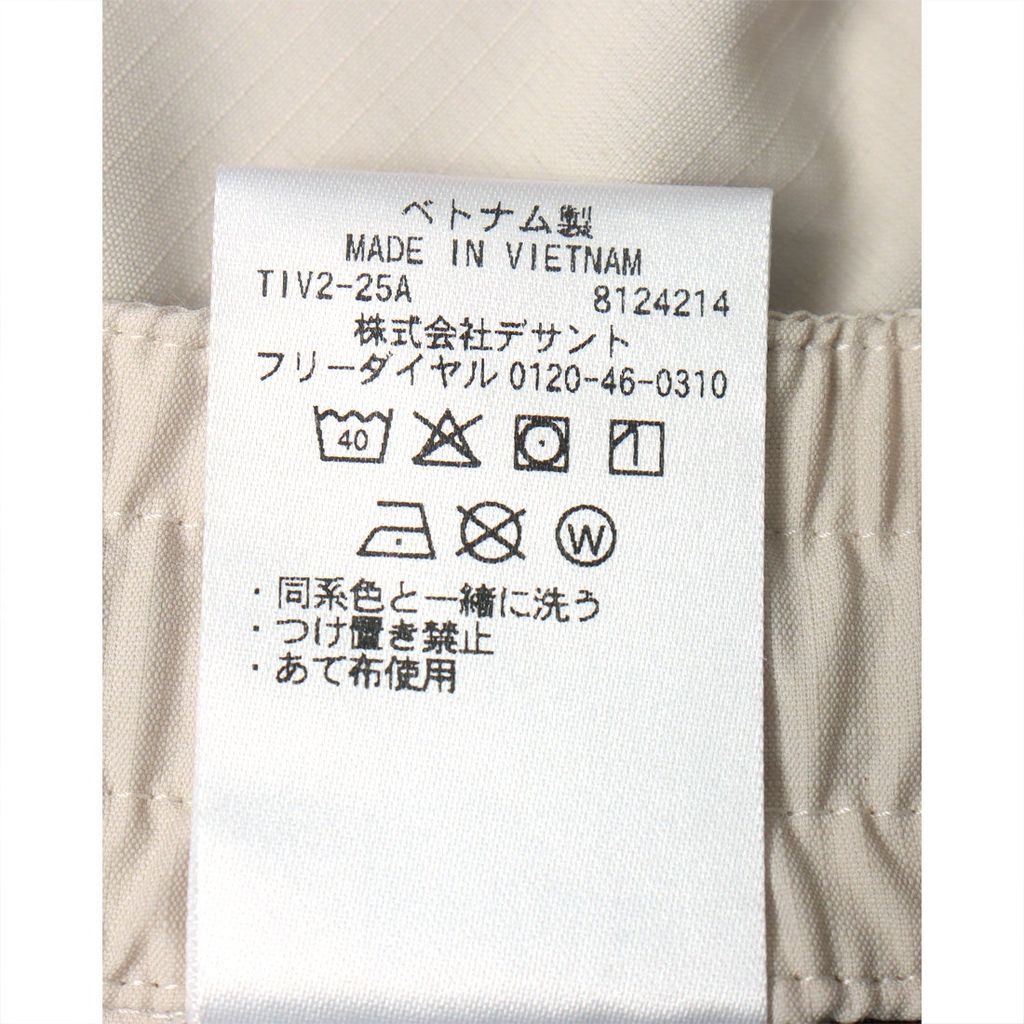 ベトナム製
MADE IN VIETNAM
TIV2-25A 8124214
株式会社デサント
フリーダイヤル 0120-46-0310
40
W
・同系色と一緒に洗う
・つけ置き禁止
・あて布使用